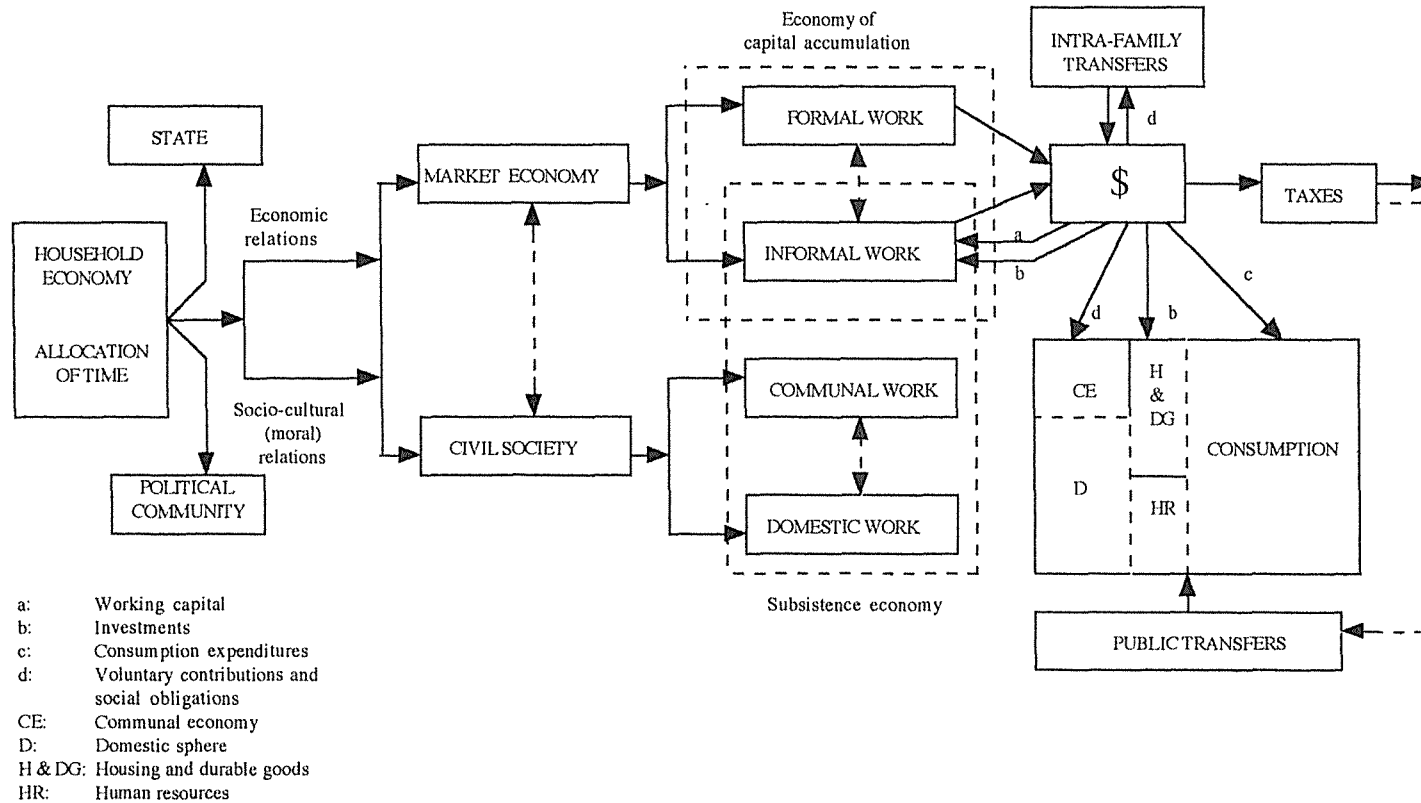 Economy of
capital accumulation
INTRA-FAMILY
TRANSFERS
d
STATE
FORMAL WORK
MARKET ECONOMY
$
TAXES
Economic
relations
HOUSEHOLD
ECONOMY
ALLOCATION
OF TIME
INFORMAL WORK
a
b
c
d
b
Socio-cultural
(moral)
relations
COMMUNAL WORK
CIVIL SOCIETY
CE
H
&
DG
CONSUMPTION
D
HR
POLITICAL
COMMUNITY
DOMESTIC WORK
Subsistence economy
PUBLIC TRANSFERS
a: Working capital
b: Investments
c: Consumption expenditures
d: Voluntary contributions and
social obligations
CE: Communal economy
D: Domestic sphere
H & DG: Housing and durable goods
HR: Human resources